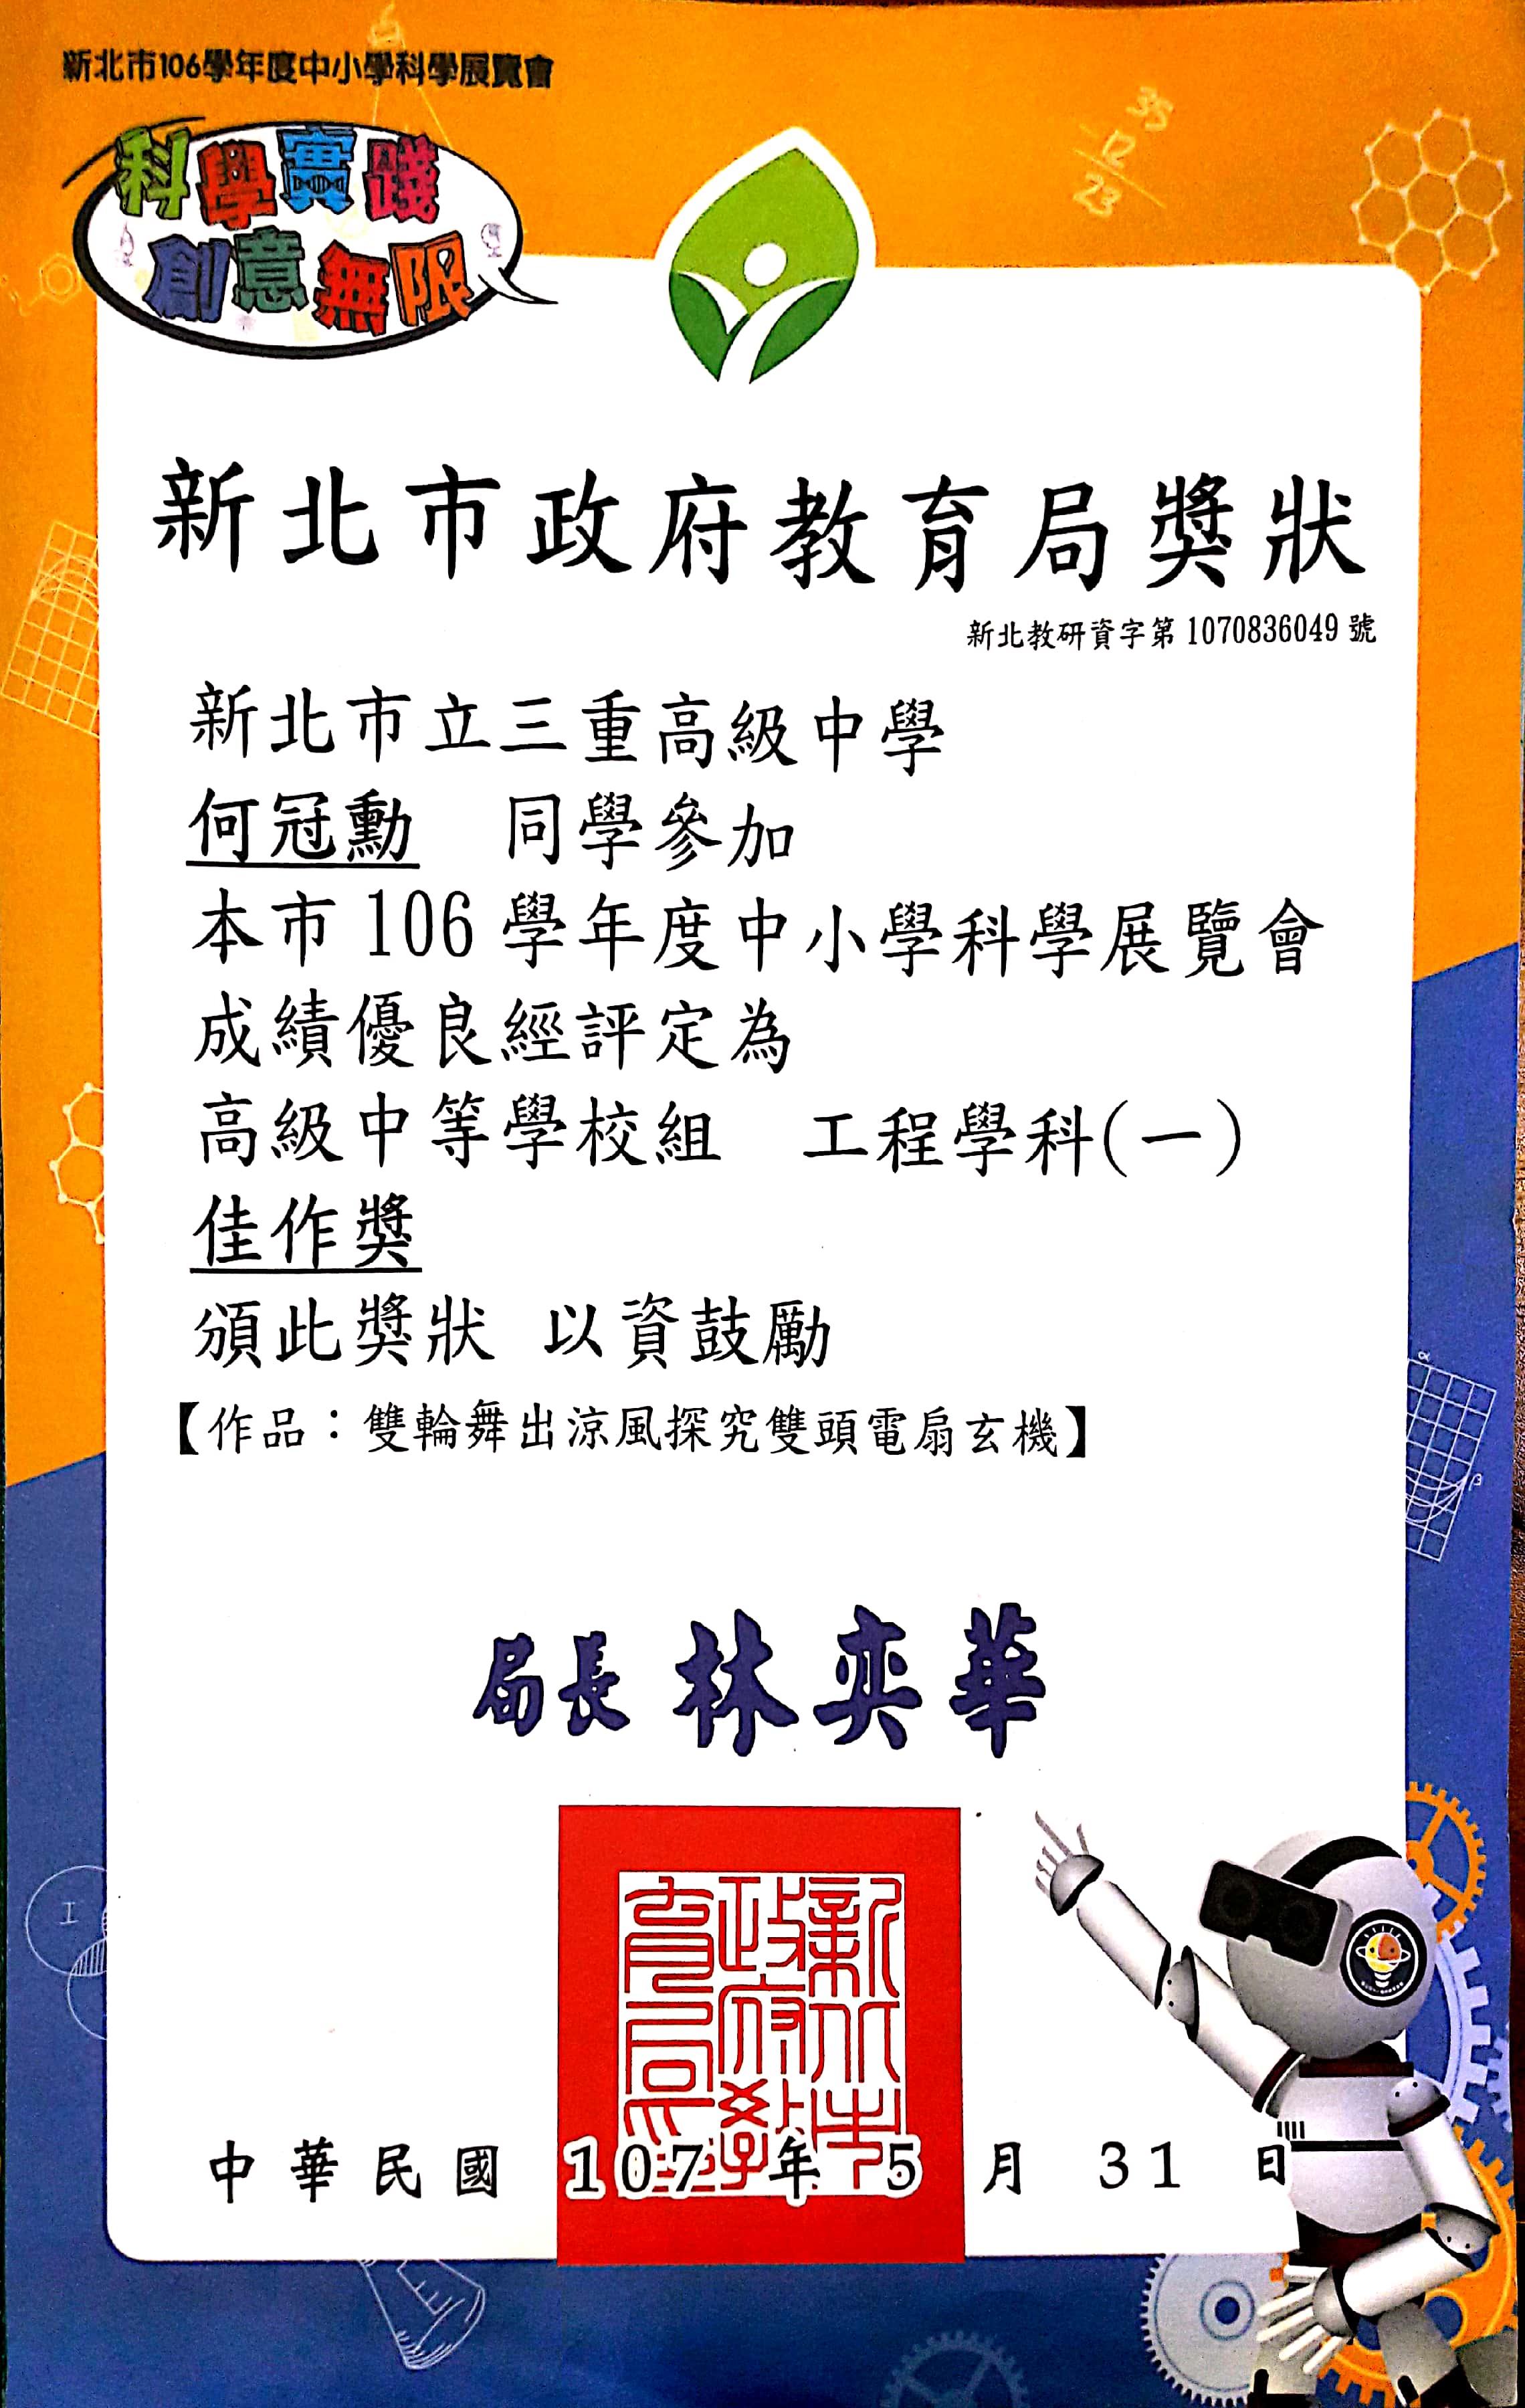 新北市106學年度中小學科學展覽會
科學實踐
創意無限
35
-12
23
新北市政府教育局獎狀
新北教研資字第1070836049號
新北市立三重高級中學
何冠勳 同學參加
本市106學年度中小學科學展覽會
成績優良經評定為
高級中等學校組 工程學科(一)
佳作獎
頒此獎狀 以資鼓勵
【作品：雙輪舞出涼風探究雙頭電扇玄機】
α
β
局長 林奕華
I
新北市政府教育局
中華民國 107 年 5 月 31 日